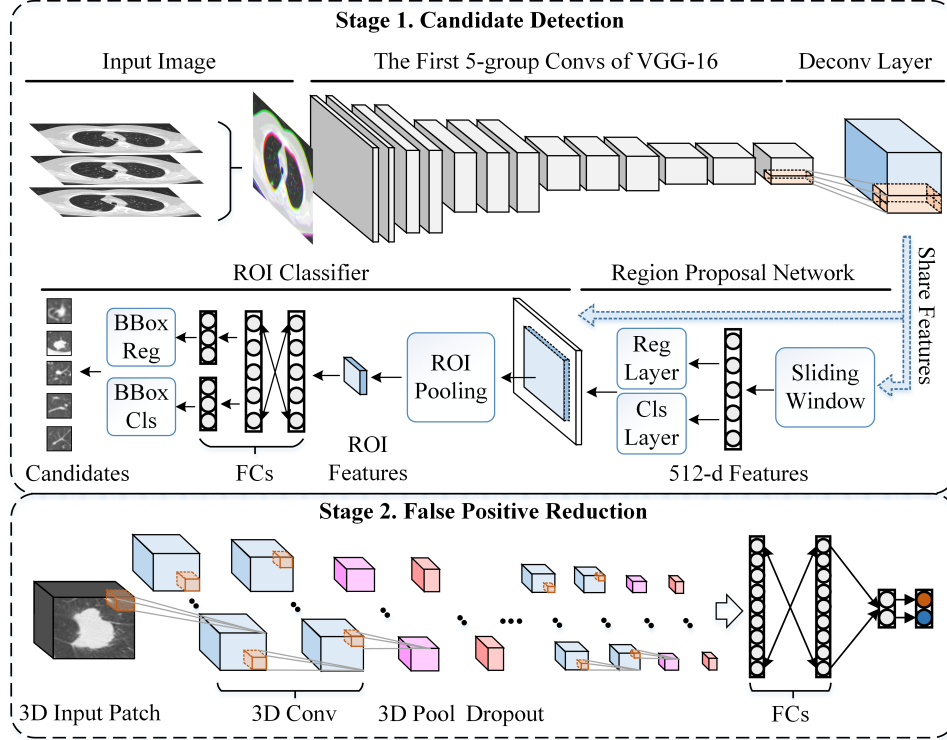 Stage 1. Candidate Detection
Input Image
The First 5-group Convs of VGG-16
Deconv Layer
Share Features
ROI Classifier
Region Proposal Network
BBox
Reg
BBox
Cls
ROI
Pooling
Reg
Layer
Cls
Layer
Sliding
Window
Candidates
FCs
ROI
Features
512-d Features
Stage 2. False Positive Reduction
3D Input Patch
3D Conv
3D Pool
Dropout
FCs